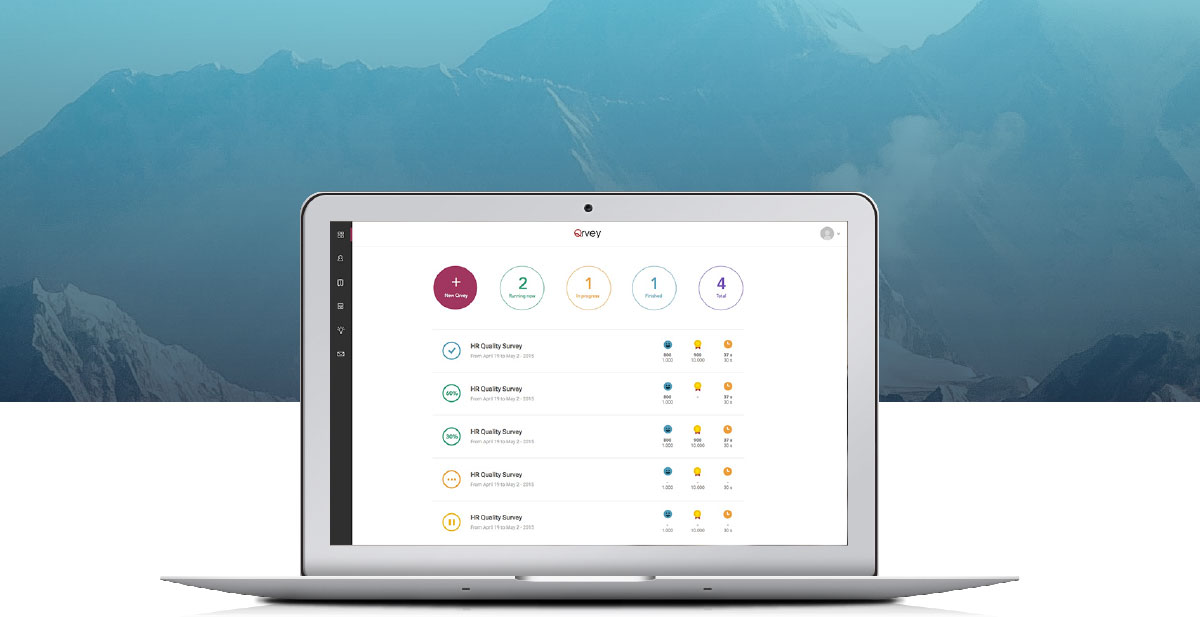 Qrvey
+
New Qrvey
2
Running now
1
In progress
1
Finished
4
Total
HR Quality Survey
From April 19 to May 2 - 2015
800
1.000
900
10.000
27 s
30 s
60%
HR Quality Survey
From April 19 to May 2 - 2015
800
1.000
-
27 s
30 s
30%
HR Quality Survey
From April 19 to May 2 - 2015
800
1.000
900
10.000
27 s
30 s
HR Quality Survey
From April 19 to May 2 - 2015
-
1.000
-
10.000
-
30 s
HR Quality Survey
From April 19 to May 2 - 2015
-
1.000
-
10.000
-
30 s